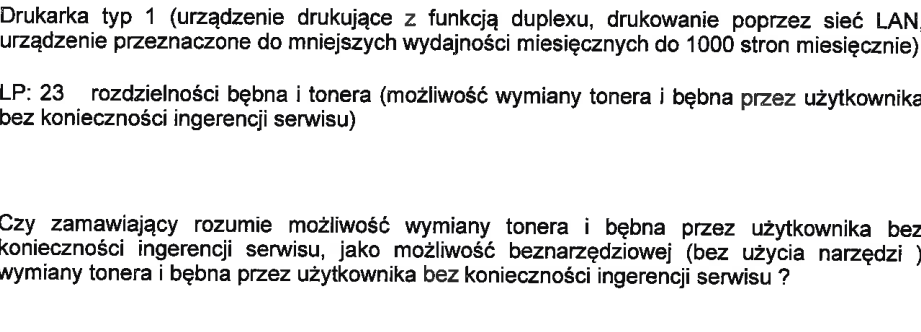 Drukarka typ 1 (urządzenie drukujące z funkcją duplexu, drukowanie poprzez sieć LAN,
urządzenie przeznaczone do mniejszych wydajności miesięcznych do 1000 stron miesięcznie)
LP: 23 rozdzielności bębna i tonera (możliwość wymiany tonera i bębna przez użytkownika
bez konieczności ingerencji serwisu)
Czy zamawiający rozumie możliwość wymiany tonera i bębna przez użytkownika bez
konieczności ingerencji serwisu, jako możliwość beznarzędziowej (bez użycia narzędzi )
wymiany tonera i bębna przez użytkownika bez konieczności ingerencji serwisu ?